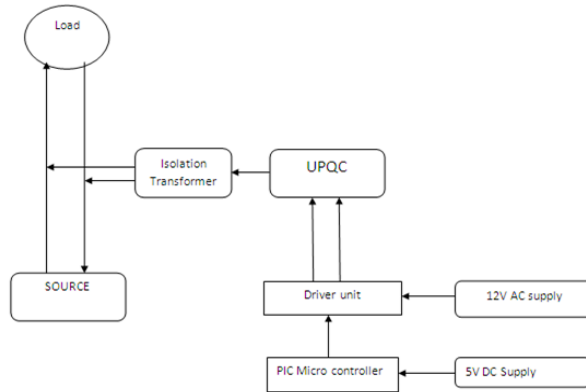 Load
Isolation
Transformer
UPQC
SOURCE
Driver unit
12V AC supply
PIC Micro controller
5V DC Supply